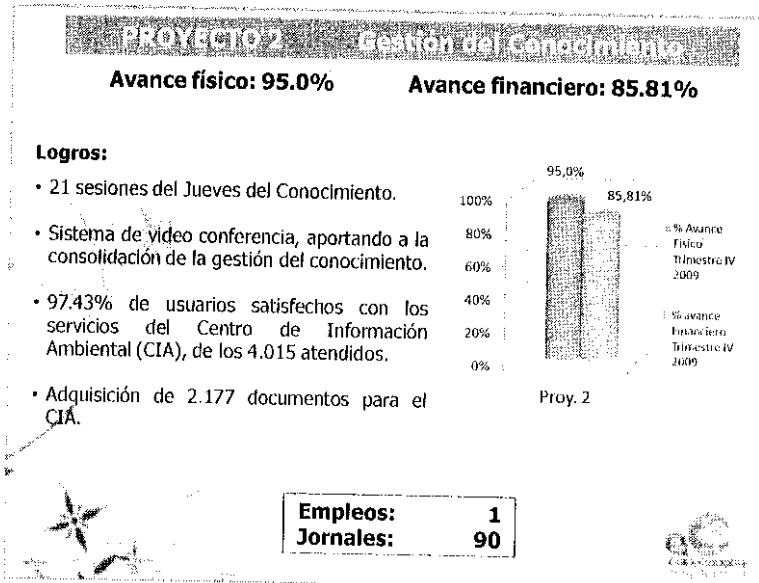 PROYECTO 2 Gestión del Conocimiento
Avance físico: 95.0% Avance financiero: 85.81%
Logros:
• 21 sesiones del Jueves del Conocimiento.
• Sistema de video conferencia, aportando a la
consolidación de la gestión del conocimiento.
• 97.43% de usuarios satisfechos con los
servicios del Centro de Información
Ambiental (CIA), de los 4.015 atendidos.
• Adquisición de 2.177 documentos para el
CIA.
95,0%
85,81%
100%
80%
60%
40%
20%
0%
Proy. 2
% Avance
Físico
Trimestre IV
2009
% avance
Financiero
Trimestre IV
2009
Empleos: 1
Jornales: 90